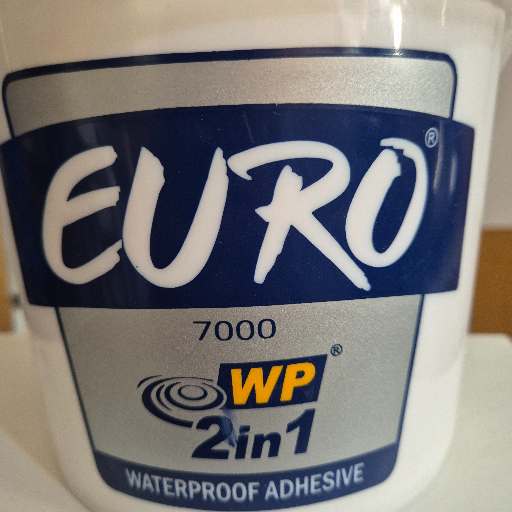 EURO®
7000
WP®
2in1
WATERPROOF ADHESIVE